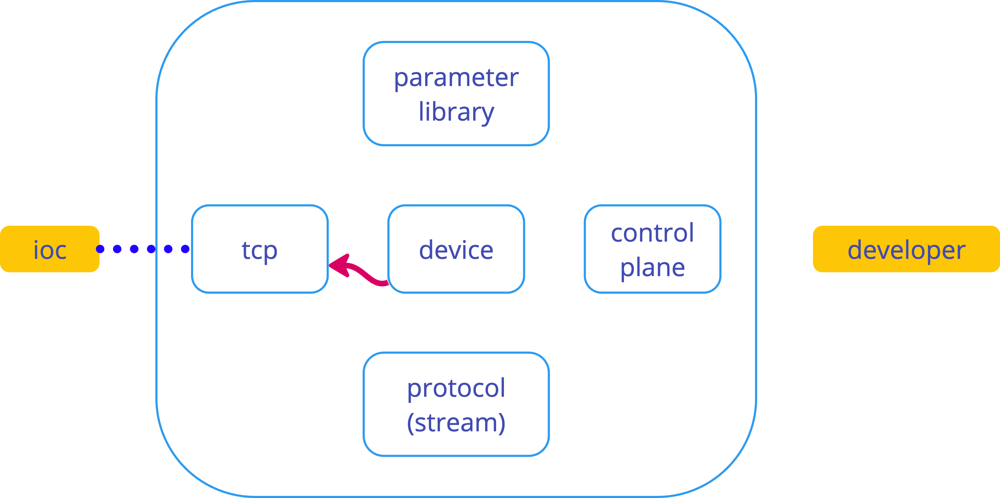 parameter
library
ioc
tcp
device
control
plane
developer
protocol
(stream)